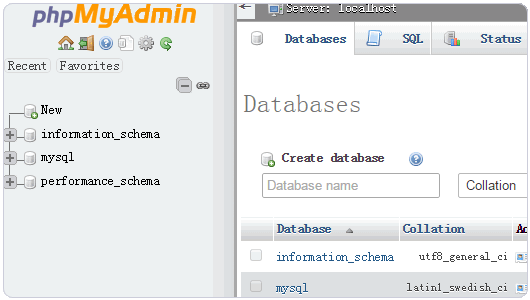 phpMyAdmin
Recent Favorites
New
information_schema
mysql
performance_schema
Server: localhost
Databases SQL Status
Databases
Create database
Database name Collation
Database Collation
information_schema utf8_general_ci
mysql latin1_swedish_ci